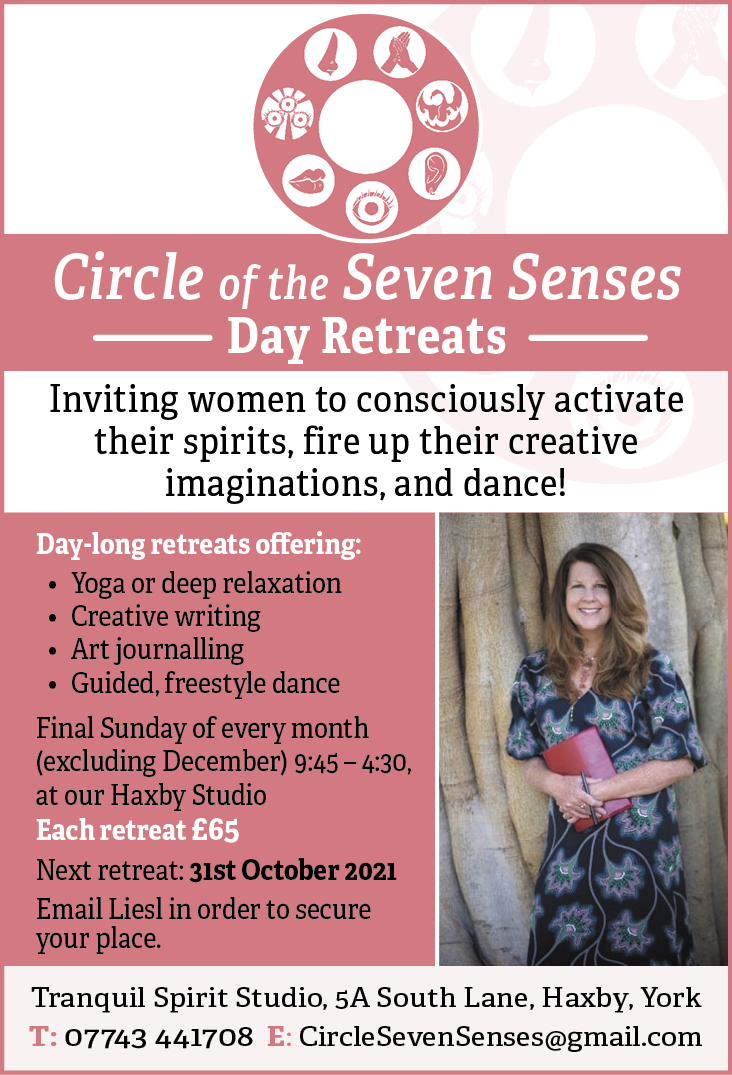 Circle of the Seven Senses
Day Retreats
Inviting women to consciously activate
their spirits, fire up their creative
imaginations, and dance!
Day-long retreats offering:
• Yoga or deep relaxation
• Creative writing
• Art journalling
• Guided, freestyle dance
Final Sunday of every month
(excluding December) 9:45 – 4:30,
at our Haxby Studio
Each retreat £65
Next retreat: 31st October 2021
Email Liesl in order to secure
your place.
Tranquil Spirit Studio, 5A South Lane, Haxby, York
T: 07743 441708 E: CircleSevenSenses@gmail.com